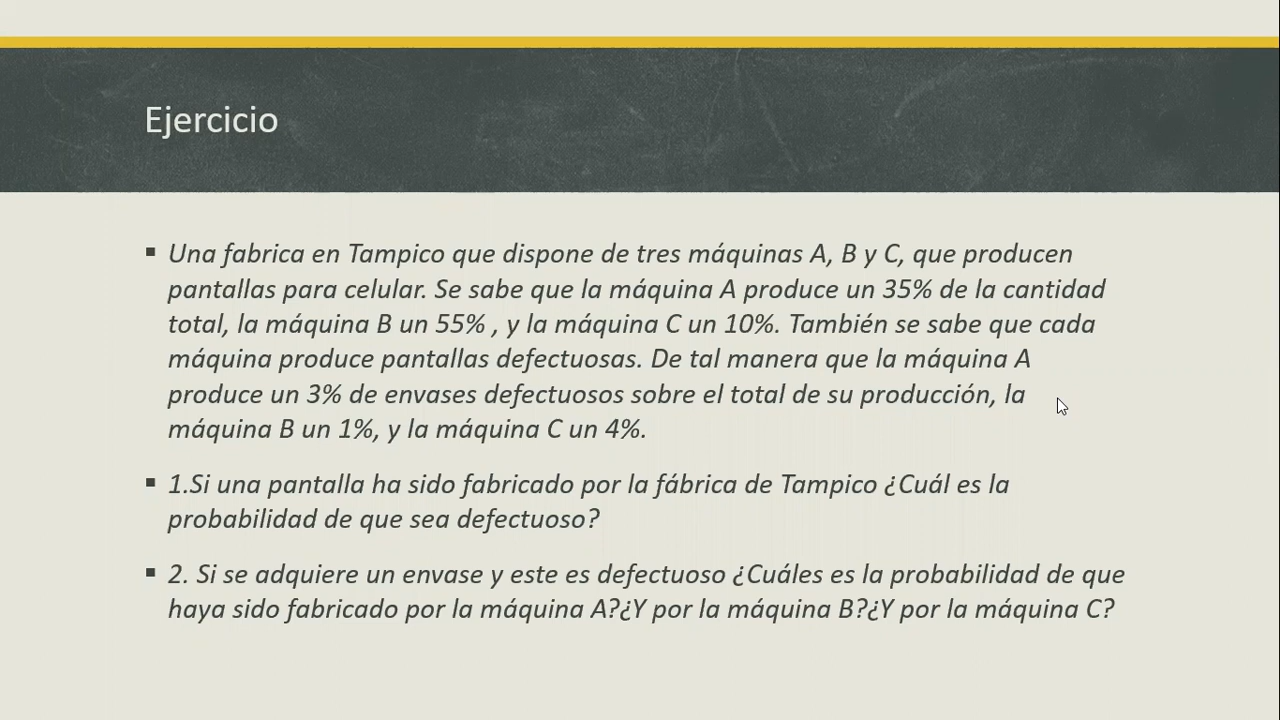 Ejercicio
▪ Una fabrica en Tampico que dispone de tres máquinas A, B y C, que producen
pantallas para celular. Se sabe que la máquina A produce un 35% de la cantidad
total, la máquina B un 55% , y la máquina C un 10%. También se sabe que cada
máquina produce pantallas defectuosas. De tal manera que la máquina A
produce un 3% de envases defectuosos sobre el total de su producción, la
máquina B un 1%, y la máquina C un 4%.
▪ 1.Si una pantalla ha sido fabricado por la fábrica de Tampico ¿Cuál es la
probabilidad de que sea defectuoso?
▪ 2. Si se adquiere un envase y este es defectuoso ¿Cuáles es la probabilidad de que
haya sido fabricado por la máquina A?¿Y por la máquina B?¿Y por la máquina C?